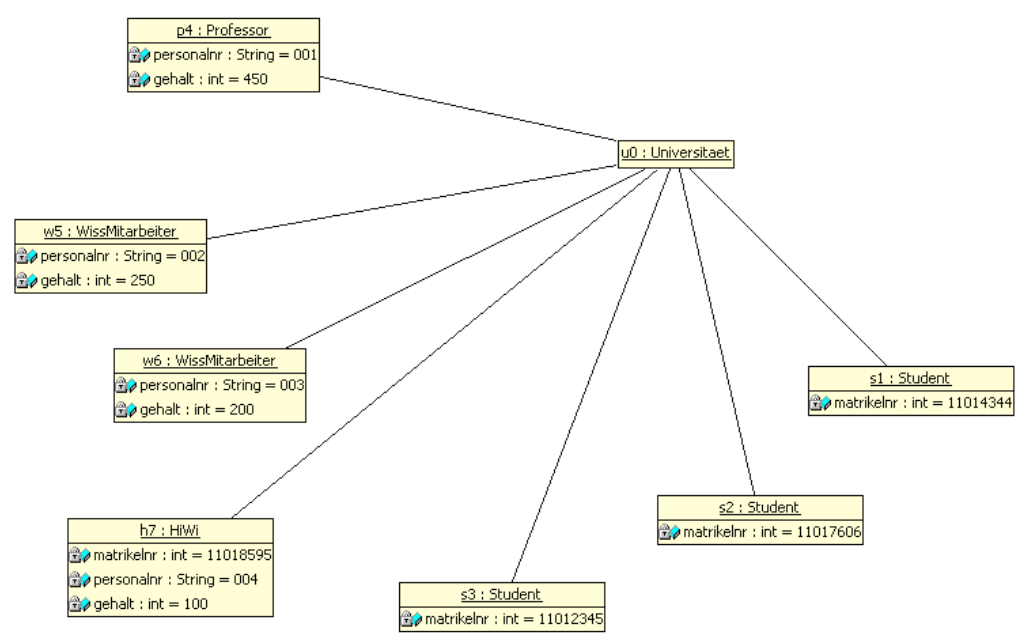 p4 : Professor
personalnr : String = 001
gehalt : int = 450
u0 : Universitaet
w5 : WissMitarbeiter
personalnr : String = 002
gehalt : int = 250
w6 : WissMitarbeiter
personalnr : String = 003
gehalt : int = 200
s1 : Student
matrikelnr : int = 11014344
s2 : Student
matrikelnr : int = 11017606
h7 : HiWi
matrikelnr : int = 11018595
personalnr : String = 004
gehalt : int = 100
s3 : Student
matrikelnr : int = 11012345